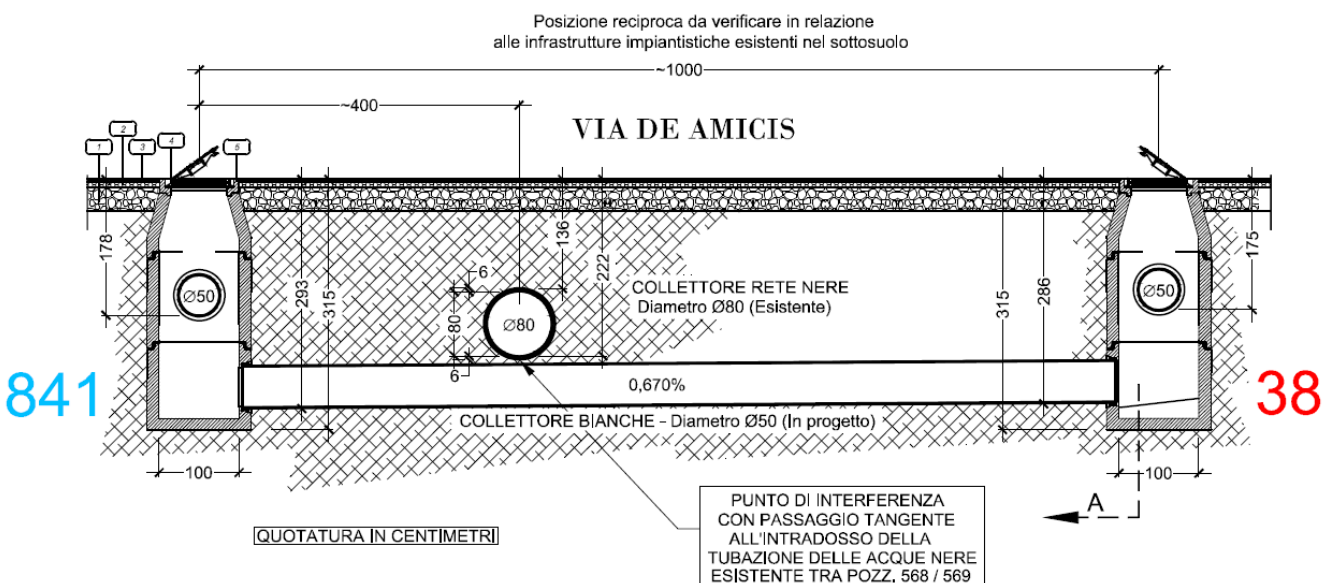 Posizione reciproca da verificare in relazione
alle infrastrutture impiantistiche esistenti nel sottosuolo
~1000
~400
VIA DE AMICIS
1
2
3
4
5
178
Ø50
293
315
6
80
6
Ø80
136
222
COLLETTORE RETE NERE
Diametro Ø80 (Esistente)
315
286
Ø50
175
841
0,670%
38
COLLETTORE BIANCHE - Diametro Ø50 (In progetto)
100
100
A
QUOTATURA IN CENTIMETRI
PUNTO DI INTERFERENZA
CON PASSAGGIO TANGENTE
ALL'INTRADOSSO DELLA
TUBAZIONE DELLE ACQUE NERE
ESISTENTE TRA POZZ. 568 / 569